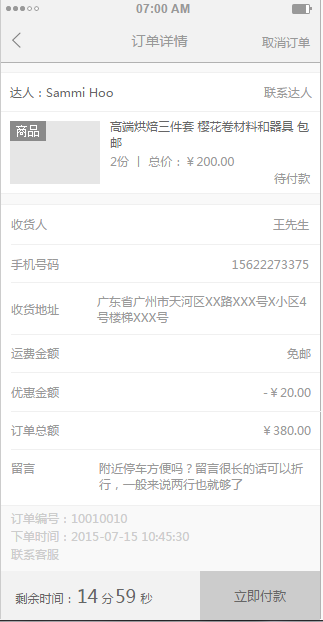 07:00 AM
订单详情
取消订单
达人：Sammi Hoo
联系达人
商品
高端烘焙三件套 樱花卷材料和器具 包
邮
2份 丨 总价：￥200.00
待付款
收货人
王先生
手机号码
15622273375
收货地址
广东省广州市天河区XX路XXX号X小区4
号楼梯XXX号
运费金额
免邮
优惠金额
-￥20.00
订单总额
￥380.00
留言
附近停车方便吗？留言很长的话可以折
行，一般来说两行也就够了
订单编号：10010010
下单时间：2015-07-15 10:45:30
联系客服
剩余时间：14 分 59 秒
立即付款